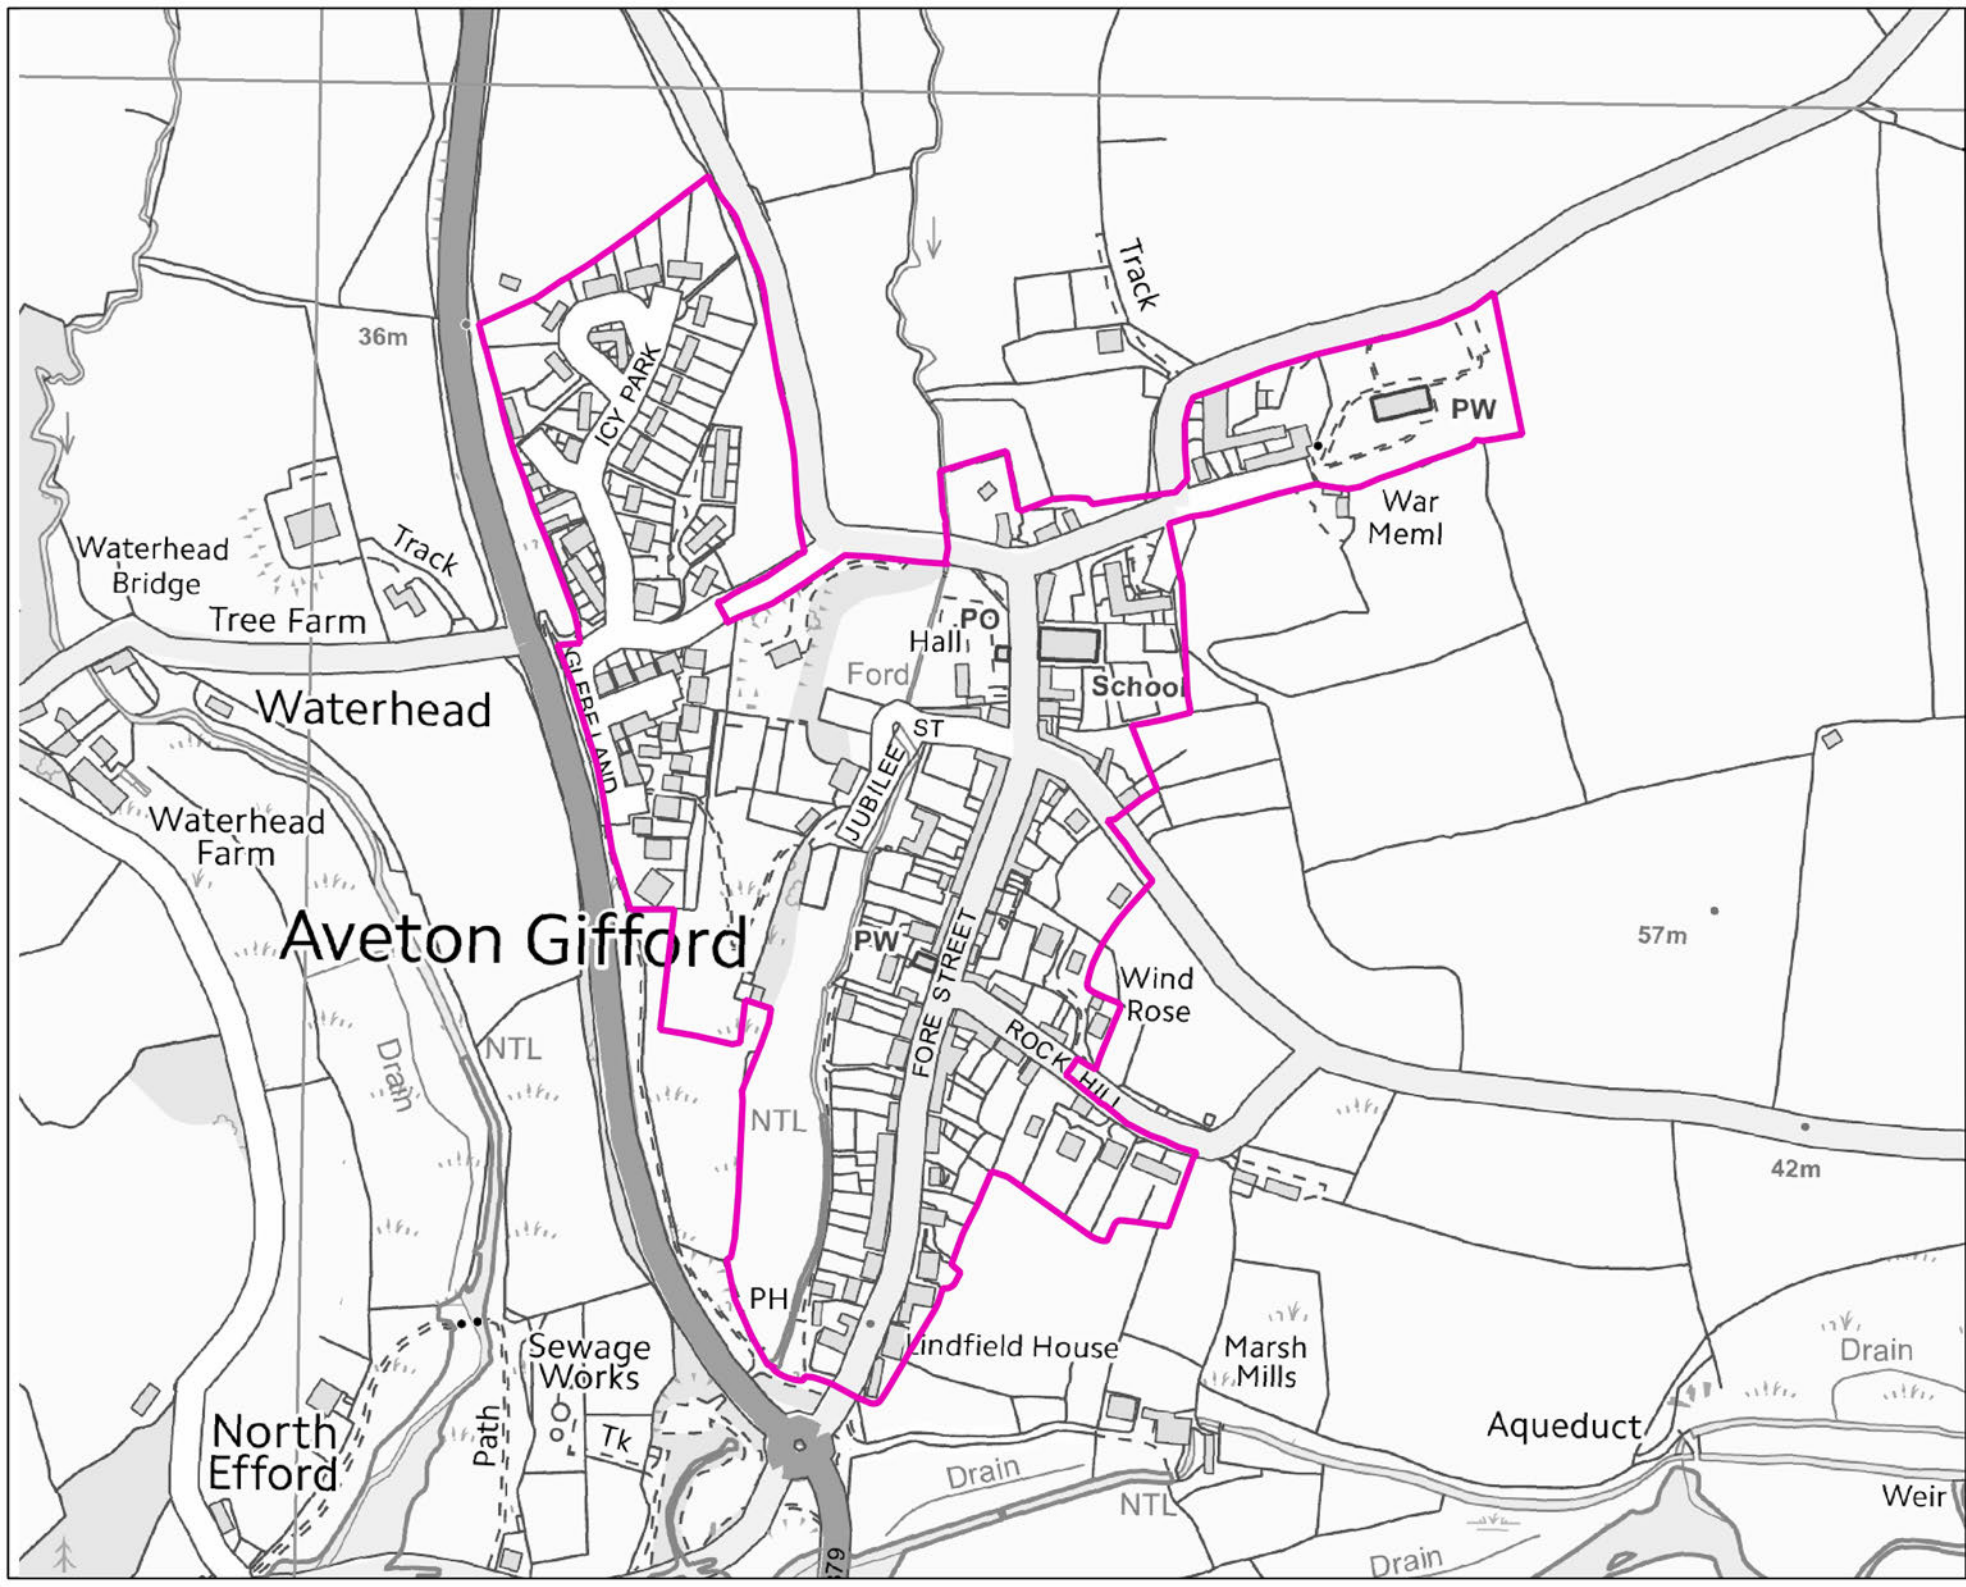 Track
36m
ICY PARK
PW
War
Meml
Waterhead
Bridge
Track
Tree Farm
PO
Hall
Ford
School
GLEBE LAND
Waterhead
ST
JUBILEE
Waterhead
Farm
Aveton Gifford
PW
57m
FORE STREET
Wind
Rose
ROCK HILL
Drain
NTL
NTL
42m
PH
Sewage
Works
Lindfield House
Marsh
Mills
Drain
North
Efford
Path
Tk
Aqueduct
Drain
NTL
Weir
Drain
379